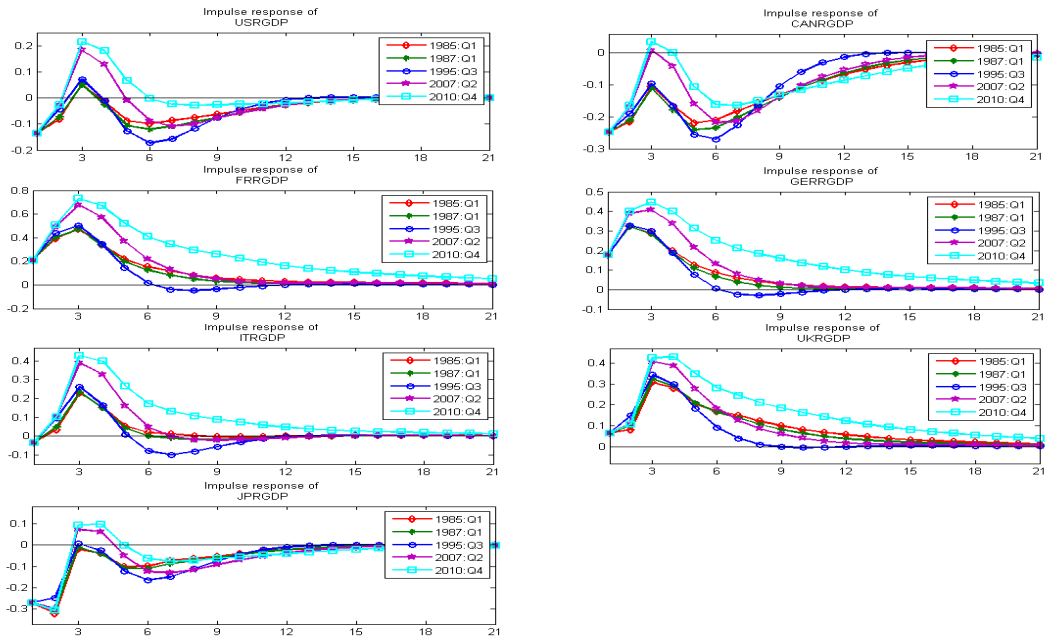 Impulse response of
USRGDP
0.2
0.1
0
-0.1
-0.2
3
6
9
12
15
18
21
1985:Q1
1987:Q1
1995:Q3
2007:Q2
2010:Q4
Impulse response of
CANRGDP
0
-0.1
-0.2
-0.3
3
6
9
12
15
18
21
1985:Q1
1987:Q1
1995:Q3
2007:Q2
2010:Q4
Impulse response of
FRRGDP
0.8
0.6
0.4
0.2
0
-0.2
3
6
9
12
15
18
21
1985:Q1
1987:Q1
1995:Q3
2007:Q2
2010:Q4
Impulse response of
GERRGDP
0.5
0.4
0.3
0.2
0.1
0
-0.1
3
6
9
12
15
18
21
1985:Q1
1987:Q1
1995:Q3
2007:Q2
2010:Q4
Impulse response of
ITRGDP
0.4
0.3
0.2
0.1
0
-0.1
3
6
9
12
15
18
21
1985:Q1
1987:Q1
1995:Q3
2007:Q2
2010:Q4
Impulse response of
UKRGDP
0.4
0.3
0.2
0.1
0
3
6
9
12
15
18
21
1985:Q1
1987:Q1
1995:Q3
2007:Q2
2010:Q4
Impulse response of
JPRGDP
0.1
0
-0.1
-0.2
-0.3
3
6
9
12
15
18
21
1985:Q1
1987:Q1
1995:Q3
2007:Q2
2010:Q4